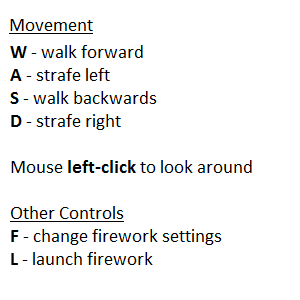 Movement
W - walk forward
A - strafe left
S - walk backwards
D - strafe right
Mouse left-click to look around
Other Controls
F - change firework settings
L - launch firework